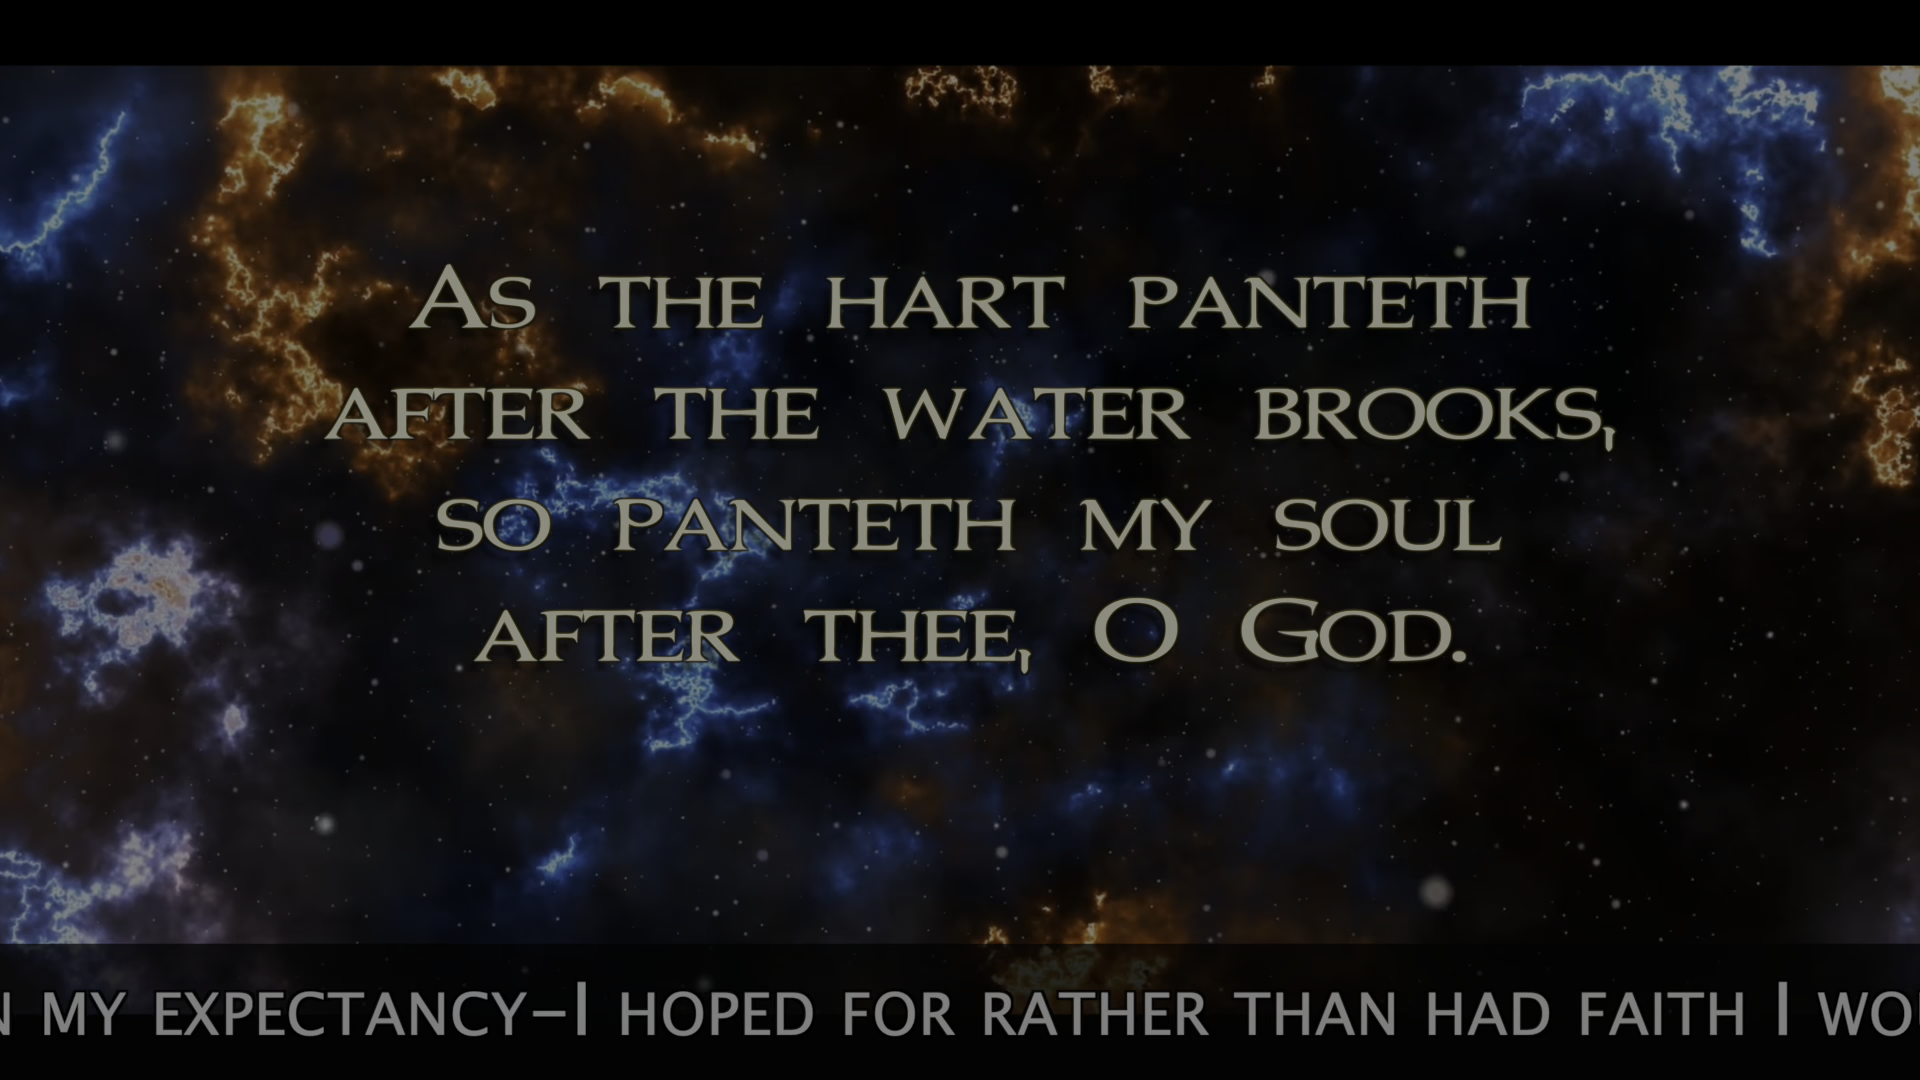 As the hart panteth
after the water brooks,
so panteth my soul
after thee, O God.
my expectancy–I hoped for rather than had faith I